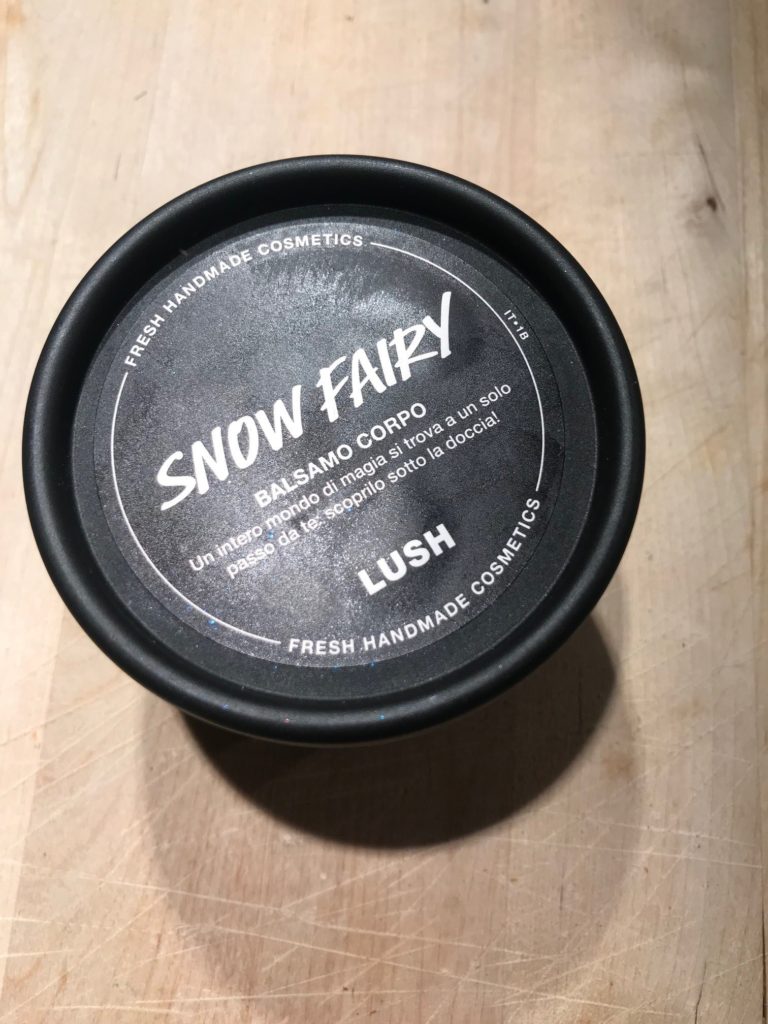 FRESH HANDMADE COSMETICS
IT•1B
SNOW FAIRY
BALSAMO CORPO
Un intero mondo di magia si trova a un solo
passo da te: scoprilo sotto la doccia!
LUSH
FRESH HANDMADE COSMETICS